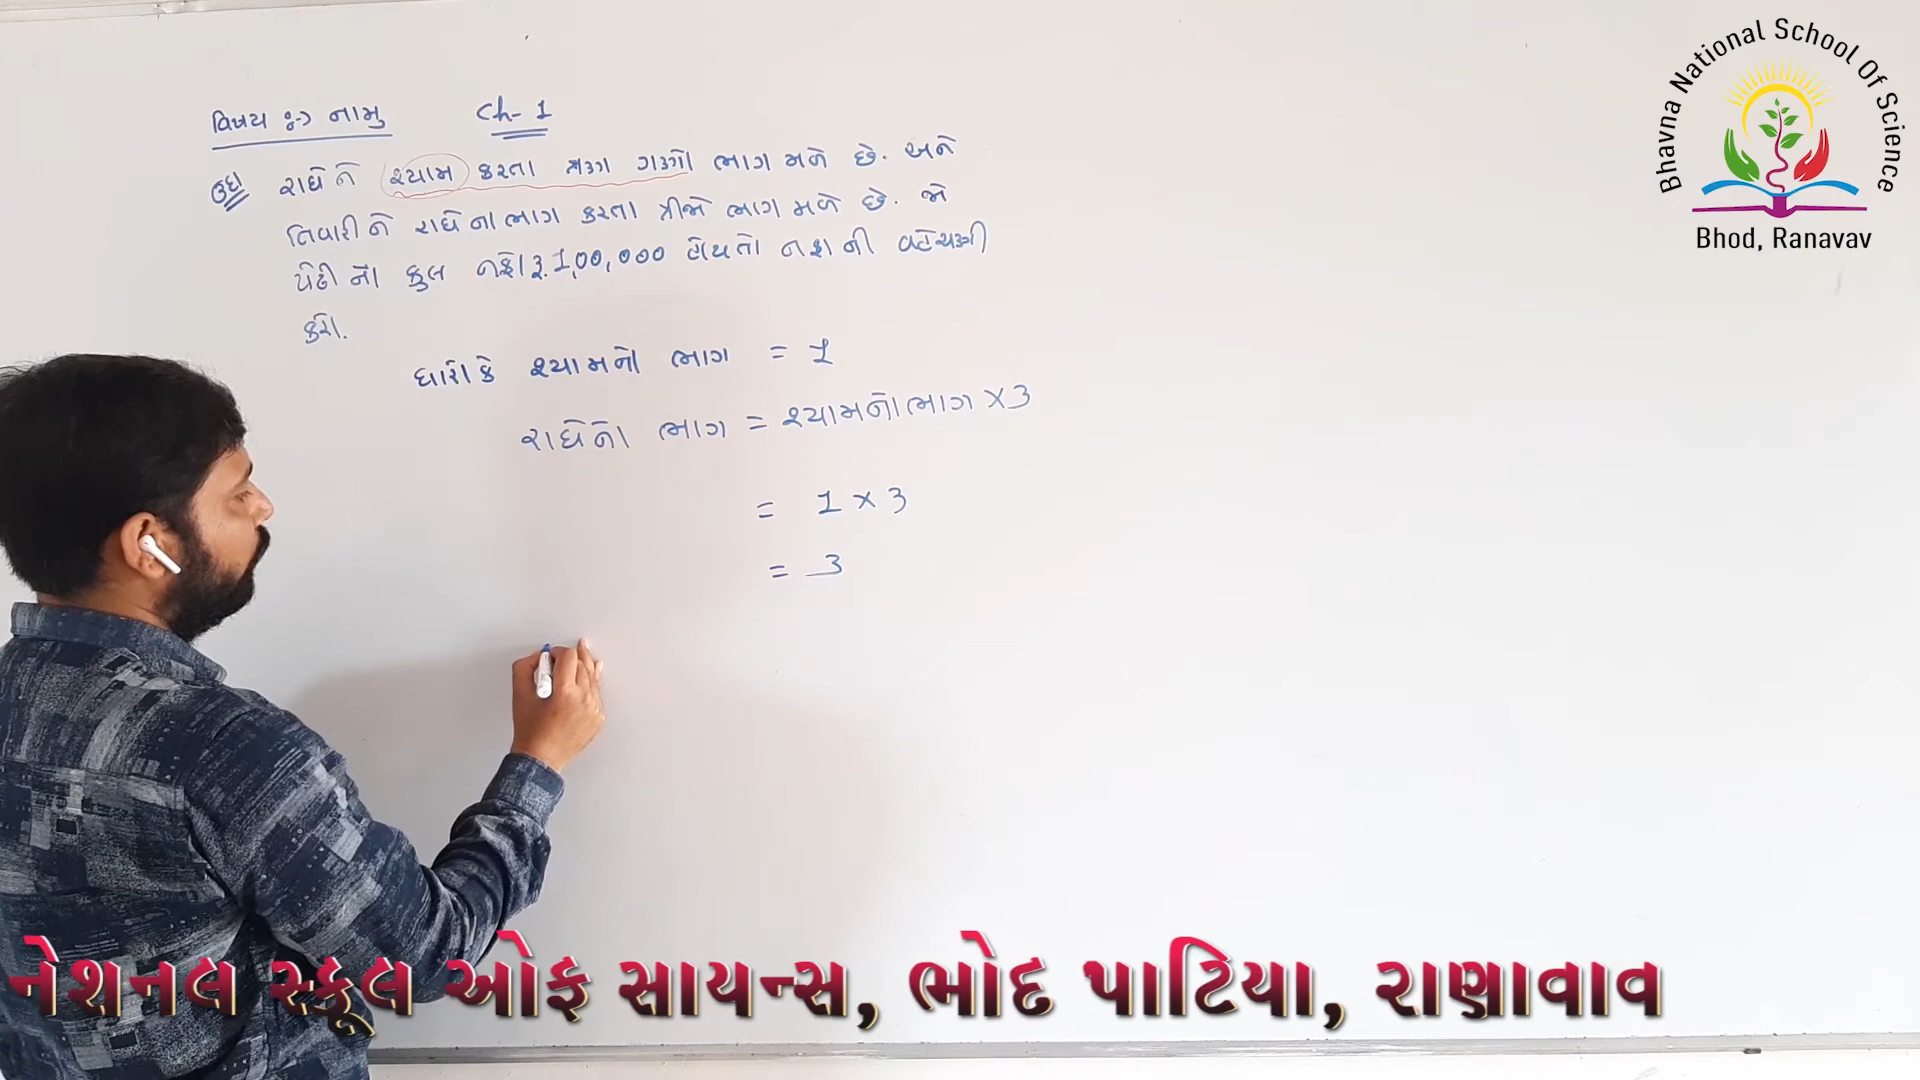 વિષય :-> નામુ Ch-1
ઉદા રાધેને શ્યામ કરતા ત્રણ ગણો ભાગ મળે છે. અને
તિવારીને રાધેના ભાગ કરતા ત્રીજો ભાગ મળે છે. જો
પેઢીનો કુલ નફો રૂ. 1,00,000 હોયતો નફાની વહેંચણી
કરો.
ધારોકે શ્યામનો ભાગ = 1
રાધેનો ભાગ = શ્યામનો ભાગ × 3
= 1 × 3
= 3
Bhavna National School Of Science
Bhod, Ranavav
નેશનલ સ્કૂલ ઓફ સાયન્સ, ભોદ પાટિયા, રાણાવાવ